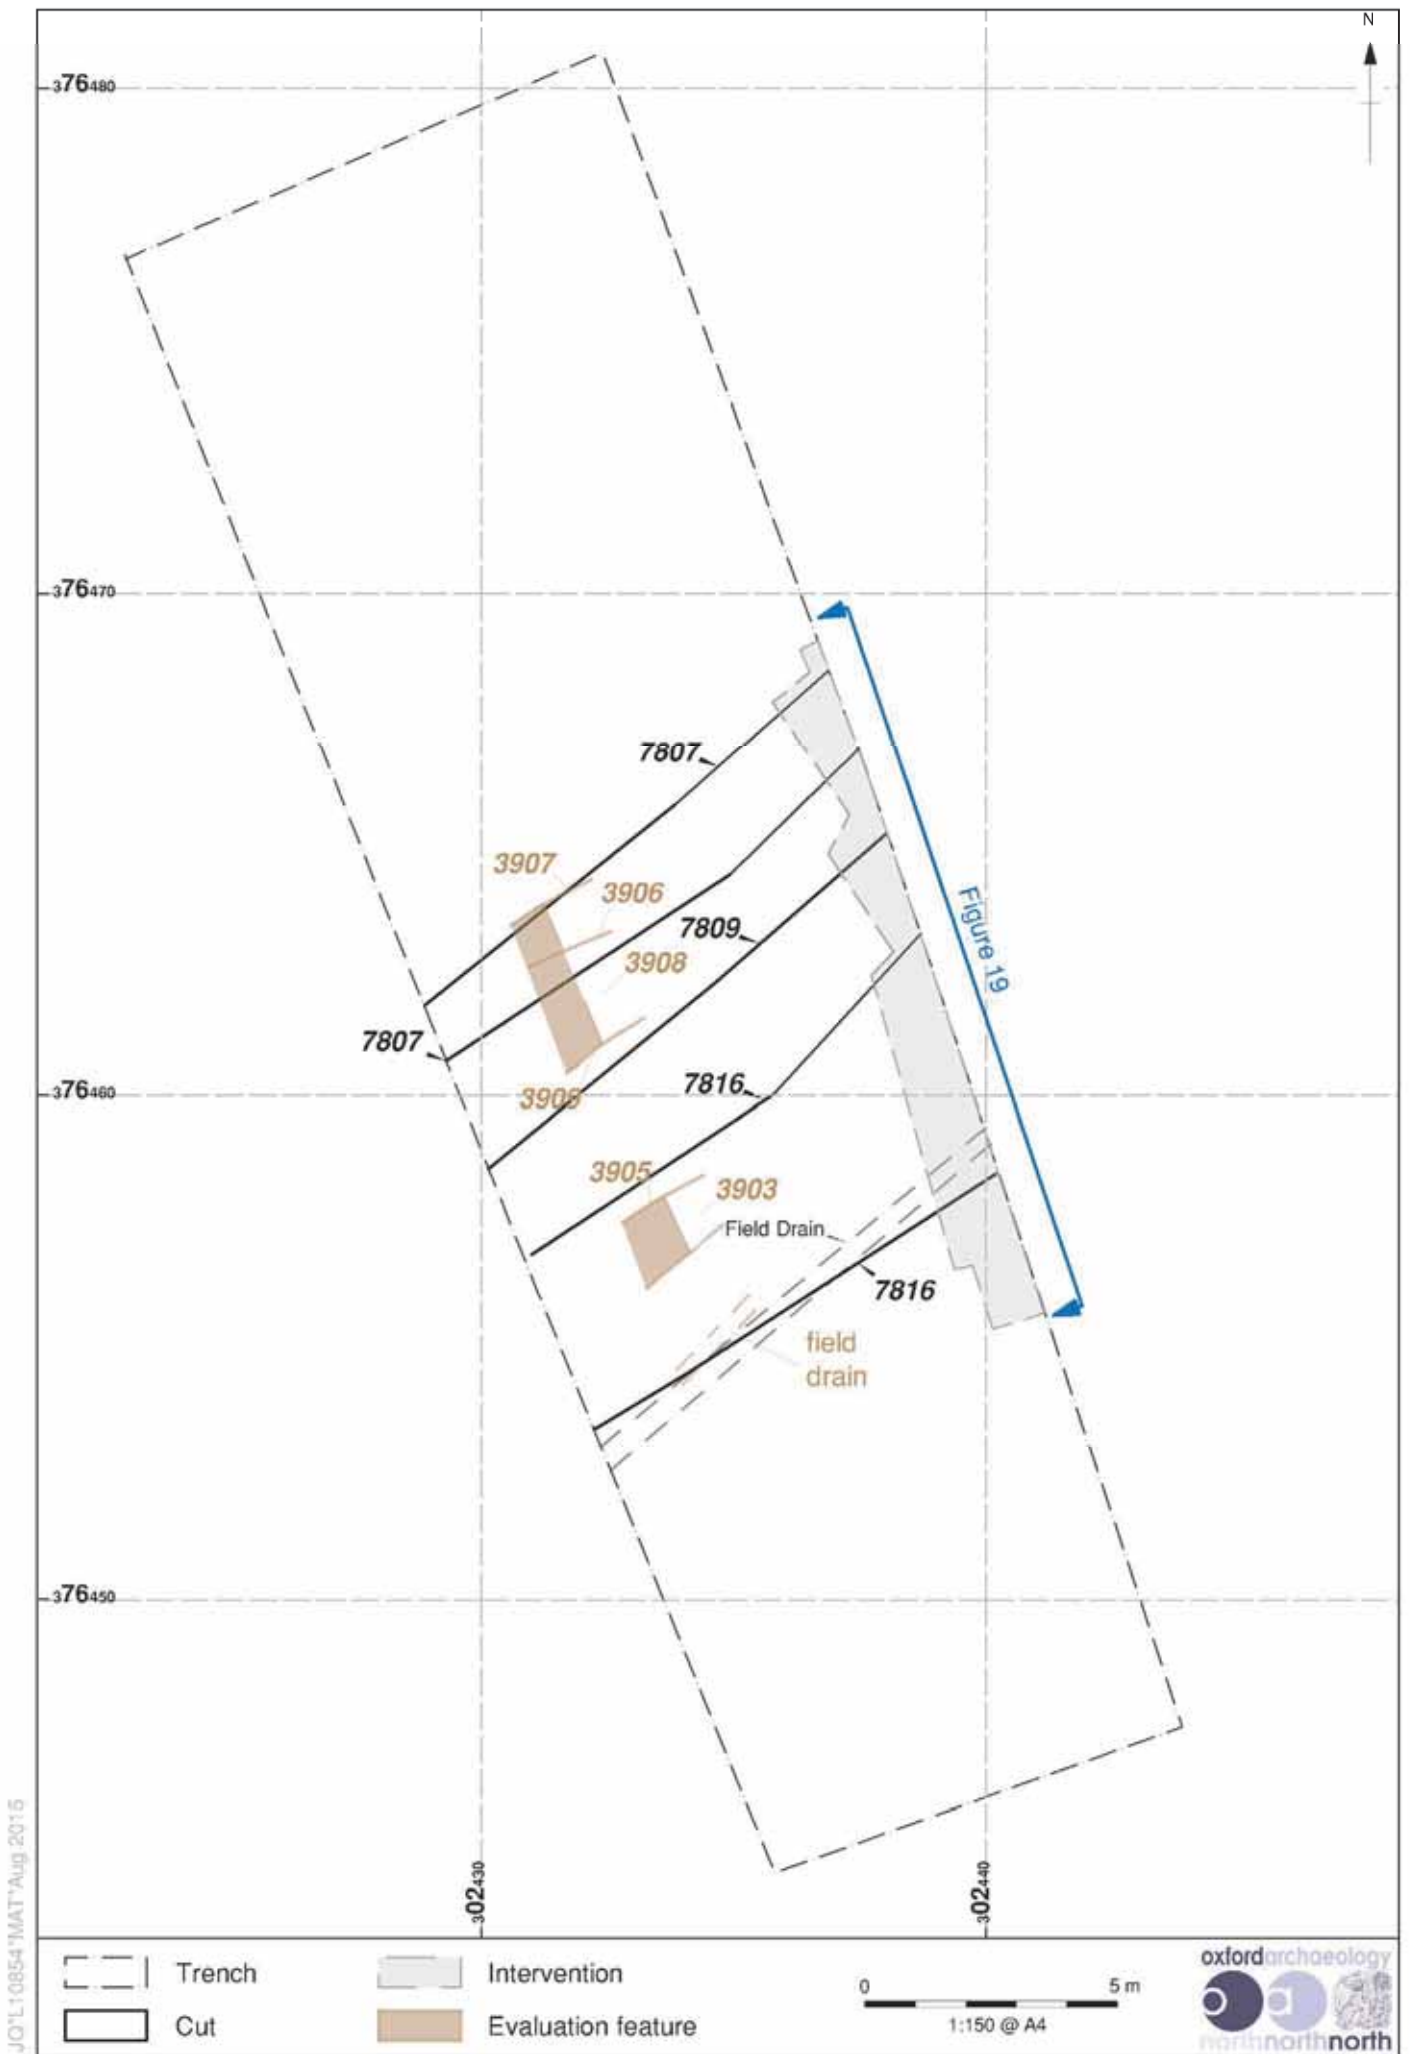 N
376480
376470
7807
3907
3906
7809
3908
Figure 19
7807
7816
3906
376460
3905
3903
Field Drain
7816
field
drain
376450
302430
302440
JQ*L10854*MAT*Aug 2015
Trench
Intervention
0
5 m
Cut
Evaluation feature
1:150 @ A4
oxfordarchaeology
northnorthnorth